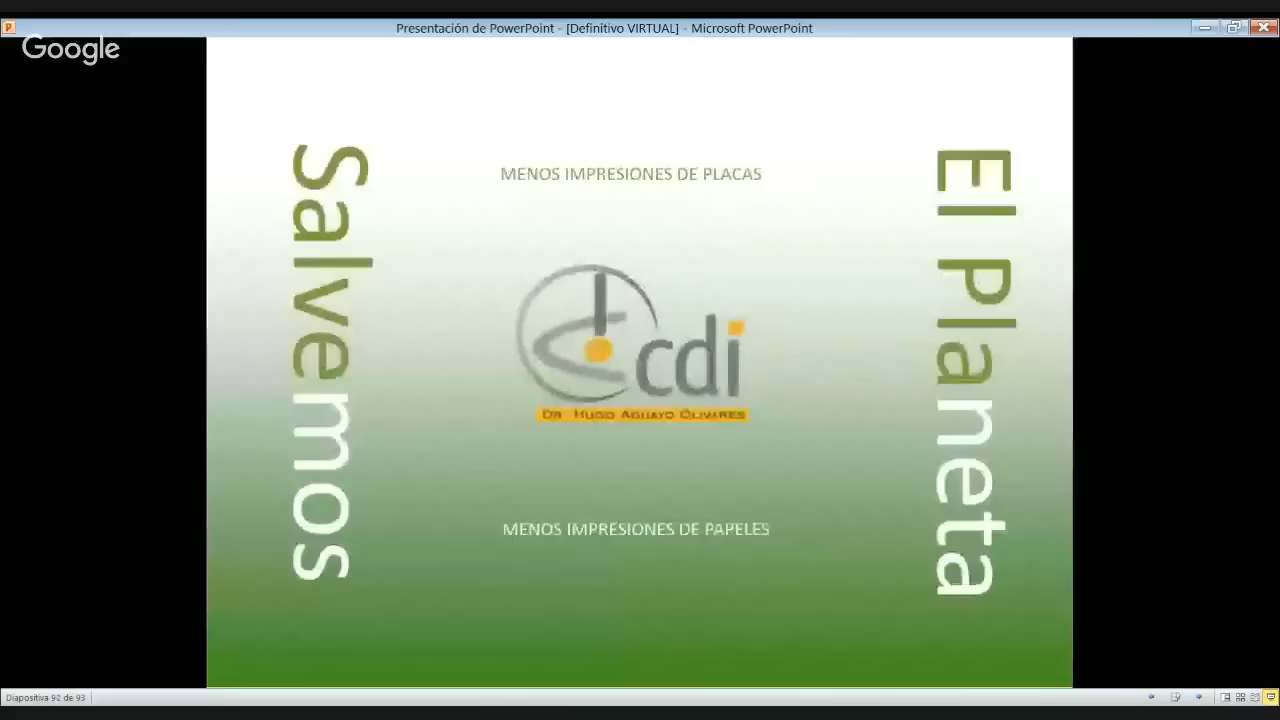 Presentación de PowerPoint - [Definitivo VIRTUAL] - Microsoft PowerPoint
Google
Salvemos
MENOS IMPRESIONES DE PLACAS
El Planeta
cdi
DR. HUGO AGUAYO OLIVARES
MENOS IMPRESIONES DE PAPELES
Diapositiva 92 de 93